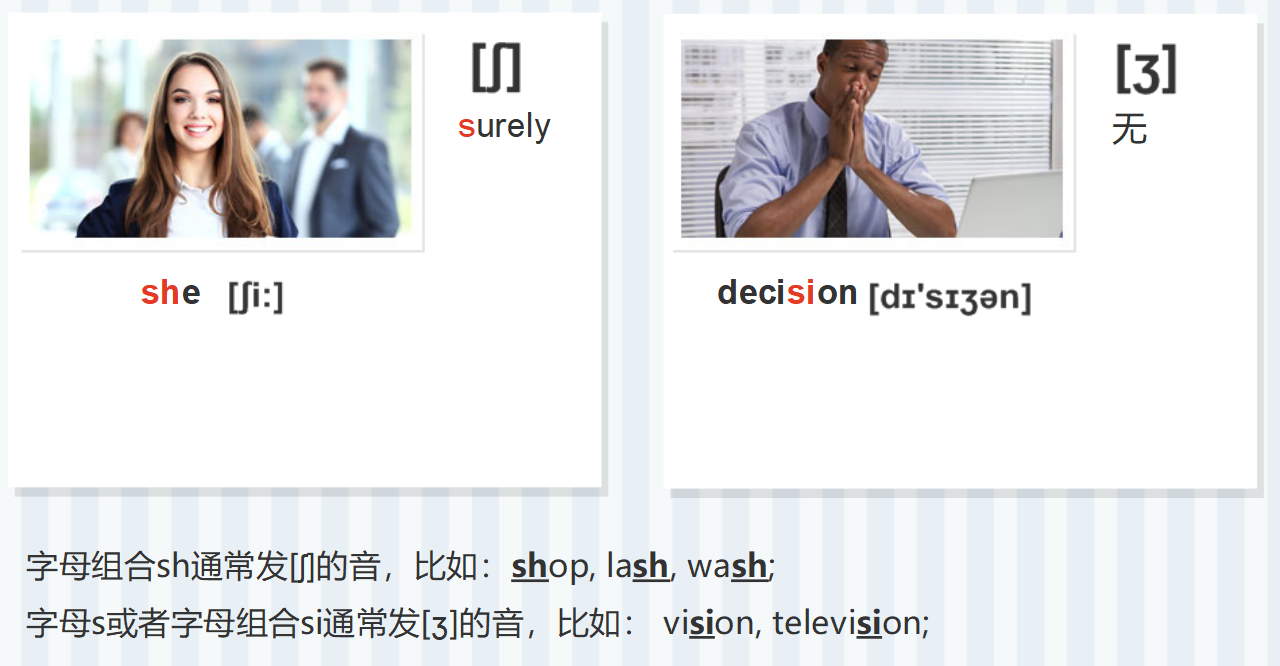 [ʃ]
surely
she [ʃi:]
[ʒ]
无
decision [dɪ'sɪʒən]
字母组合sh通常发[ʃ]的音，比如：shop, lash, wash;
字母s或者字母组合si通常发[ʒ]的音，比如： vision, television;